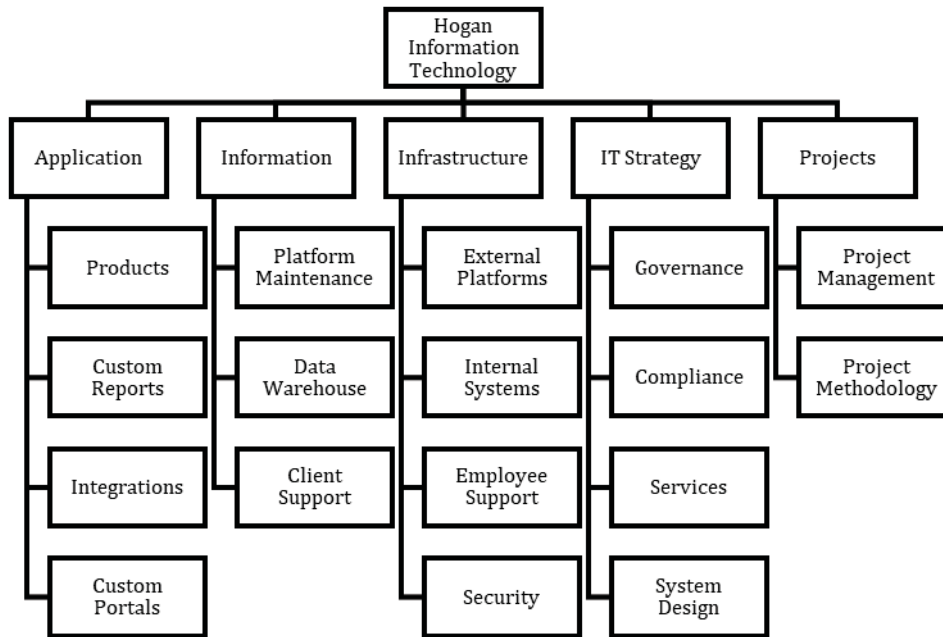 Hogan
Information
Technology
Application
Information
Infrastructure
IT Strategy
Projects
Products
Platform
Maintenance
External
Platforms
Governance
Project
Management
Custom
Reports
Data
Warehouse
Internal
Systems
Compliance
Project
Methodology
Integrations
Client
Support
Employee
Support
Services
Custom
Portals
Security
System
Design